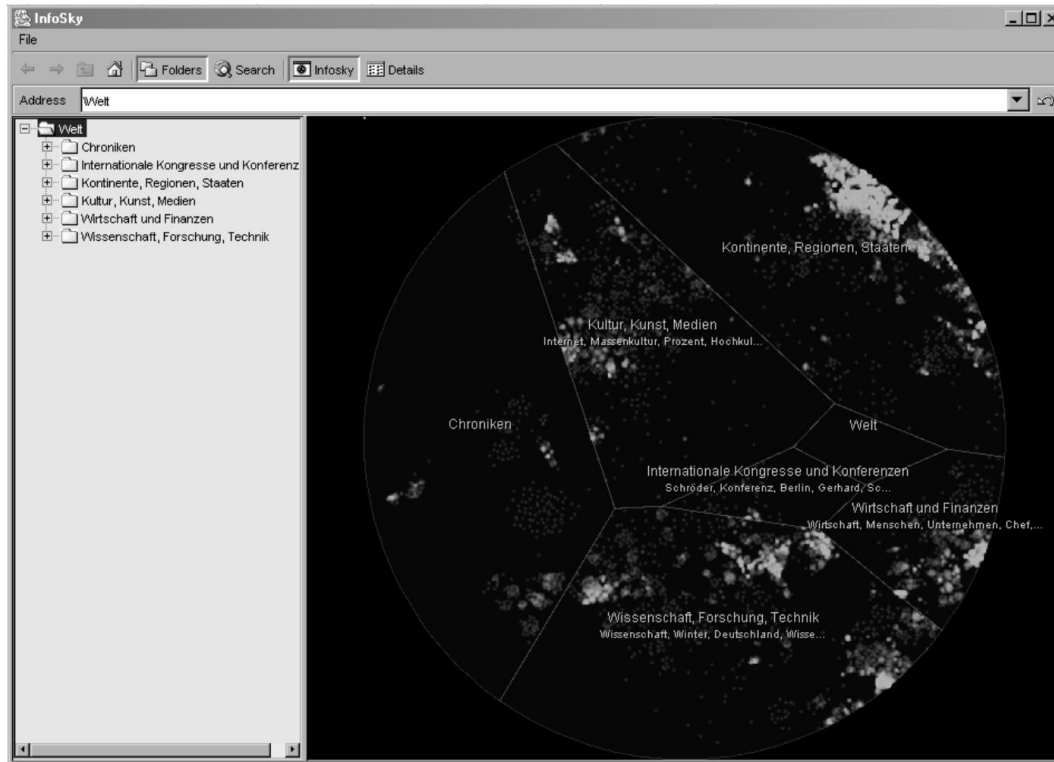 InfoSky
File
Folders Search Infosky Details
Address Welt
Welt
Chroniken
Internationale Kongresse und Konferenz
Kontinente, Regionen, Staaten
Kultur, Kunst, Medien
Wirtschaft und Finanzen
Wissenschaft, Forschung, Technik
Kontinente, Regionen, Staaten
Kultur, Kunst, Medien
Internet, Massenkultur, Prozent, Hochkul...
Chroniken
Welt
Internationale Kongresse und Konferenzen
Schröder, Konferenz, Berlin, Gerhard, Sc...
Wirtschaft und Finanzen
Wirtschaft, Menschen, Unternehmen, Chef,...
Wissenschaft, Forschung, Technik
Wissenschaft, Winter, Deutschland, Wisse...